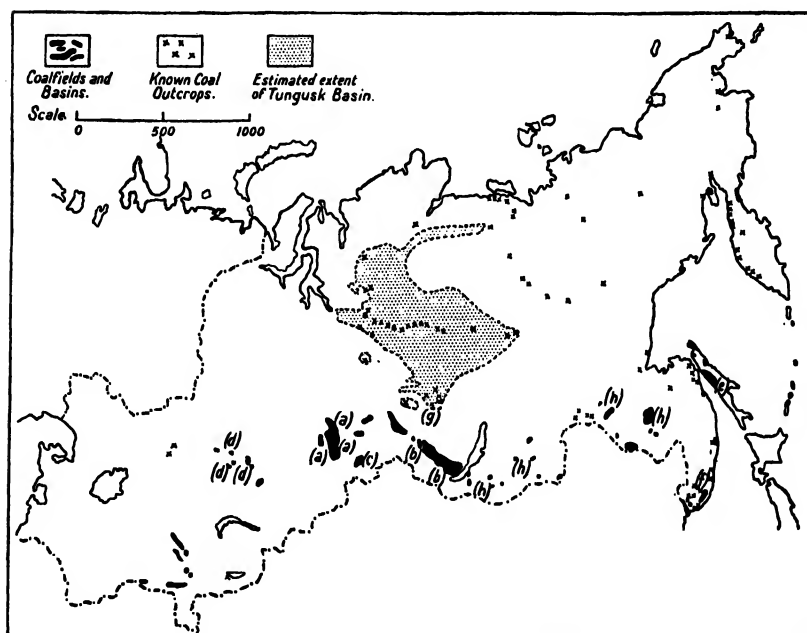 Coalfields and
Basins.
Known Coal
Outcrops.
Estimated extent
of Tungusk Basin.
Scale.
0 500 1000
(a)
(a) (a)
(b)
(b)
(c)
(d)
(d) (d)
(e)
(g)
(h)
(h)
(h)
(h)